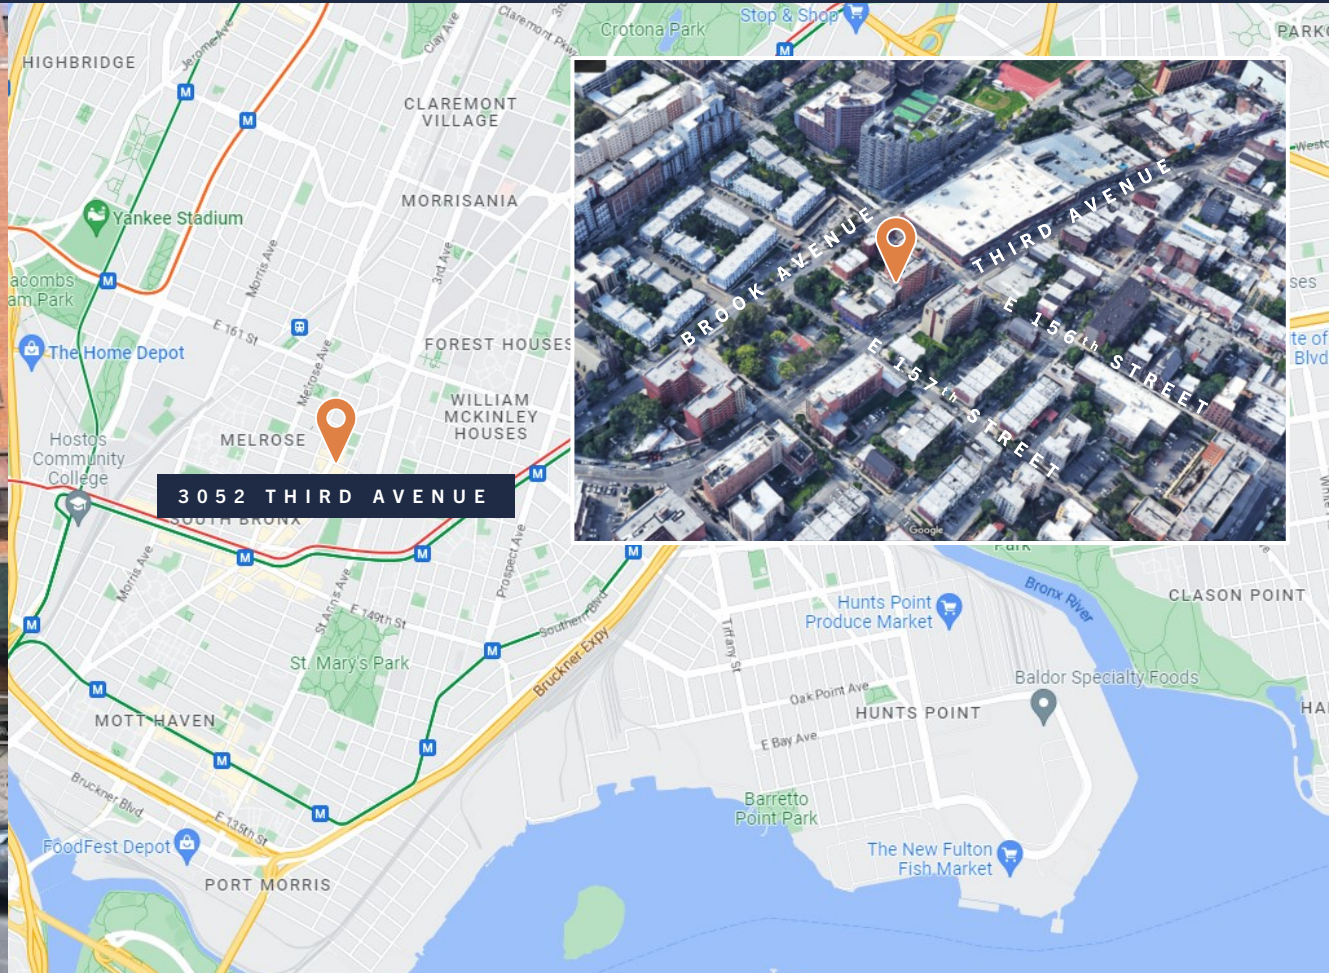 Stop & Shop
Crotona Park
Claremont Pkwy
Clay Ave
Jerome Ave
HIGHBRIDGE
M
M
M
CLAREMONT
VILLAGE
MORRISANIA
Yankee Stadium
Morris Ave
3rd Ave
M
E 161 St
The Home Depot
FOREST HOUSES
Melrose Ave
WILLIAM
MCKINLEY
HOUSES
MELROSE
Hostos
Community
College
M
3052 THIRD AVENUE
SOUTH BRONX
M
M
M
Prospect Ave
Morris Ave
St Anns Ave
E 149th St
Southern Blvd
M
M
St. Mary's Park
Bruckner Expy
M
MOTT HAVEN
M
M
M
Bruckner Blvd
E 135th St
FoodFest Depot
PORT MORRIS
BROOK AVENUE
THIRD AVENUE
E 156th STREET
E 157th STREET
Google
Park
Bronx River
CLASON POINT
Hunts Point
Produce Market
Tiffany St
Baldor Specialty Foods
Oak Point Ave
HUNTS POINT
E Bay Ave
Barretto
Point Park
The New Fulton
Fish Market